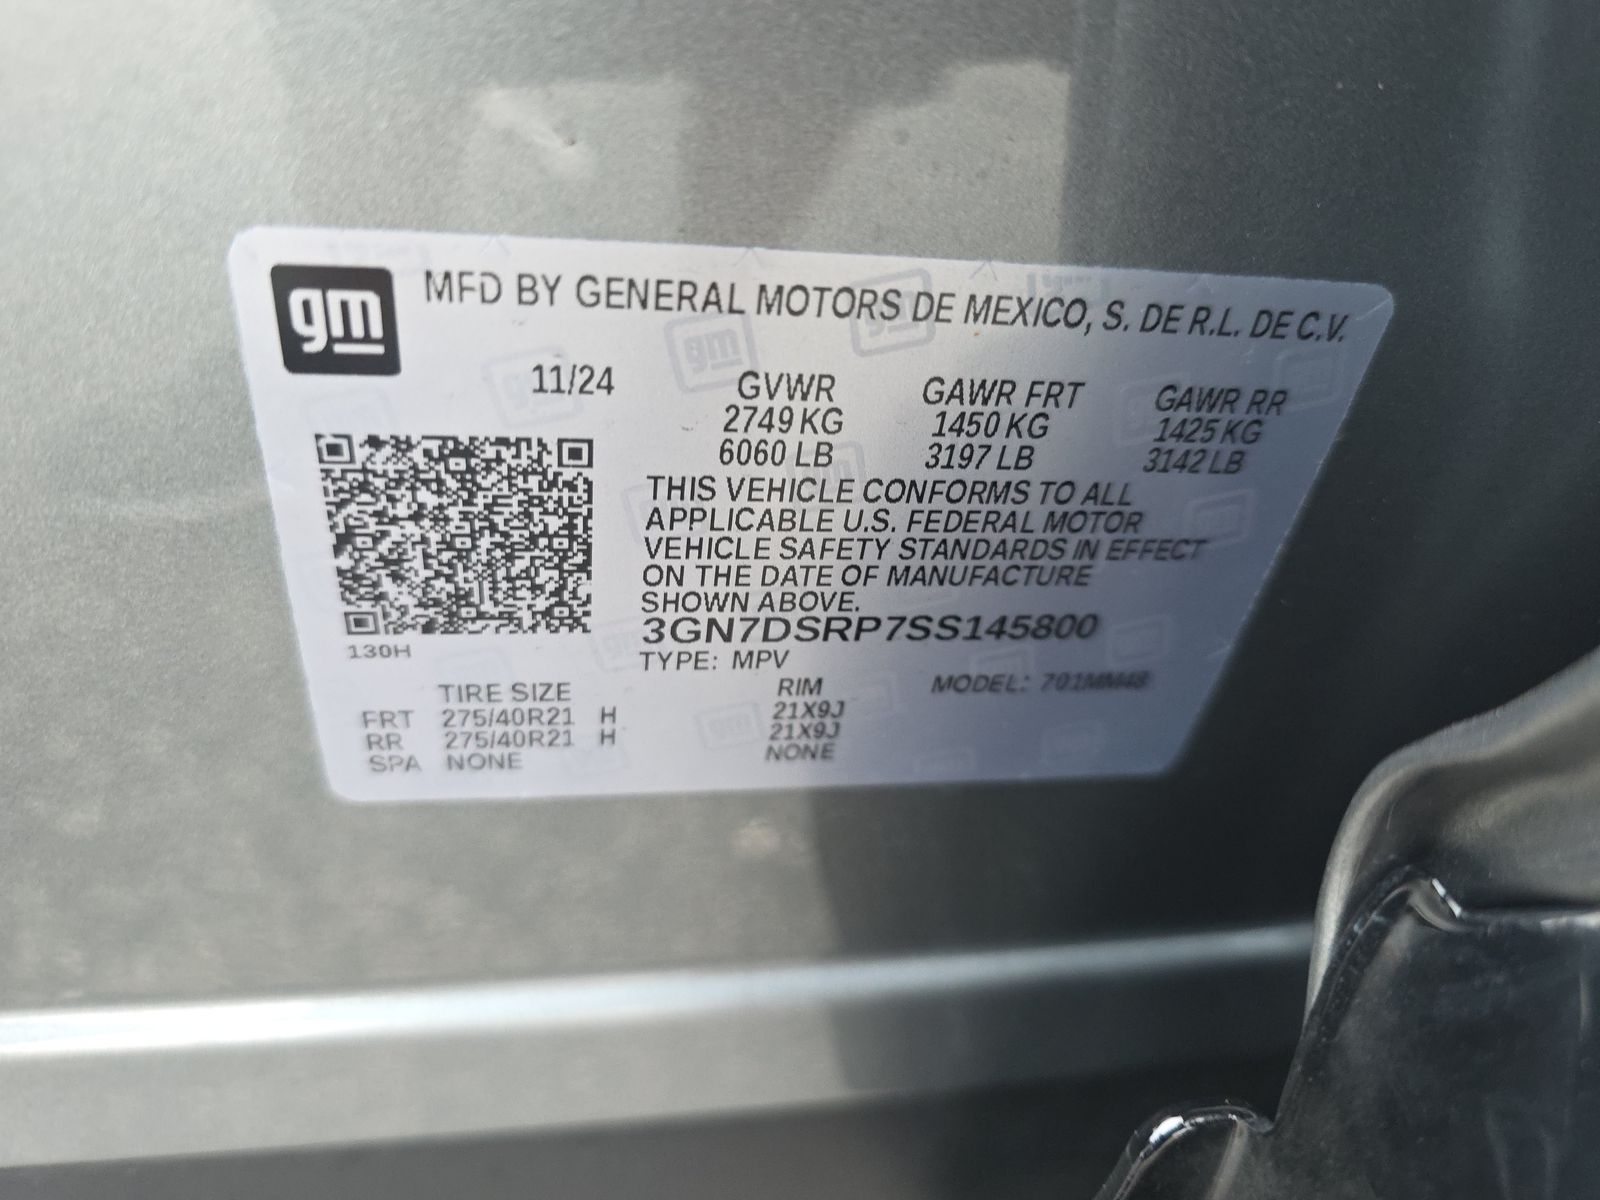 gm
MFD BY GENERAL MOTORS DE MEXICO, S. DE R.L. DE C.V.
11/24 GVWR GAWR FRT GAWR RR
2749 KG 1450 KG 1425 KG
6060 LB 3197 LB 3142 LB
THIS VEHICLE CONFORMS TO ALL
APPLICABLE U.S. FEDERAL MOTOR
VEHICLE SAFETY STANDARDS IN EFFECT
ON THE DATE OF MANUFACTURE
SHOWN ABOVE.
3GN7DSRP7SS145800
130H
TYPE: MPV
TIRE SIZE RIM MODEL:
FRT 275/40R21 H 21X9J
RR 275/40R21 H 21X9J
SPA NONE NONE